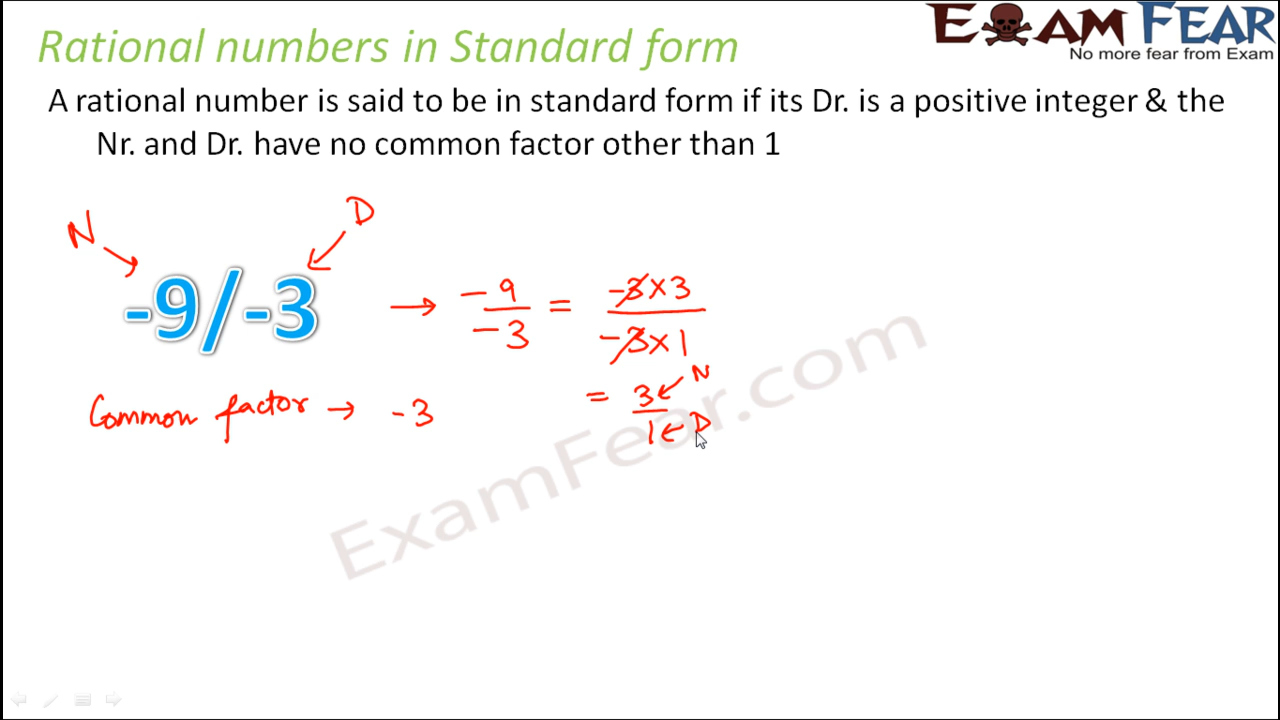 Rational numbers in Standard form
EXAM FEAR
No more fear from Exam
A rational number is said to be in standard form if its Dr. is a positive integer & the
Nr. and Dr. have no common factor other than 1
N
D
-9/-3
→ -9/-3 = -3×3/-3×1
= 3/1 ← N
← D
Common factor → -3
ExamFear.com